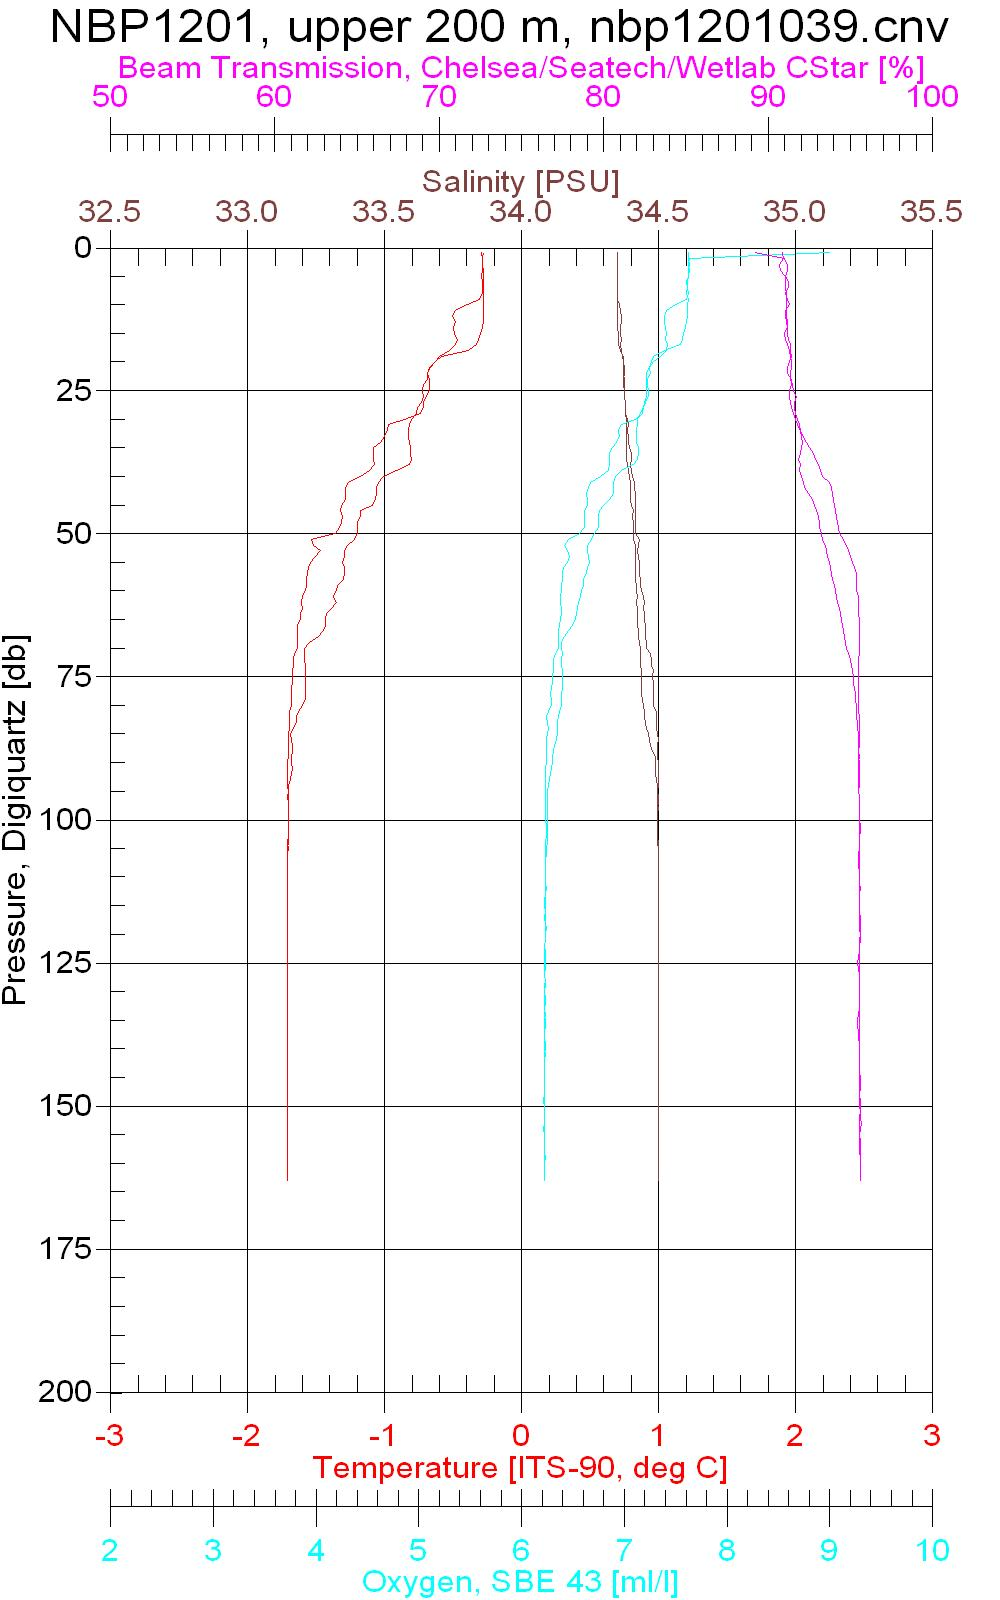 NBP1201, upper 200 m, nbp1201039.cnv
Beam Transmission, Chelsea/Seatech/Wetlab CStar [%]
50 60 70 80 90 100
Salinity [PSU]
32.5 33.0 33.5 34.0 34.5 35.0 35.5
0
25
50
75
100
125
150
175
200
Pressure, Digiquartz [db]
-3 -2 -1 0 1 2 3
Temperature [ITS-90, deg C]
2 3 4 5 6 7 8 9 10
Oxygen, SBE 43 [ml/l]